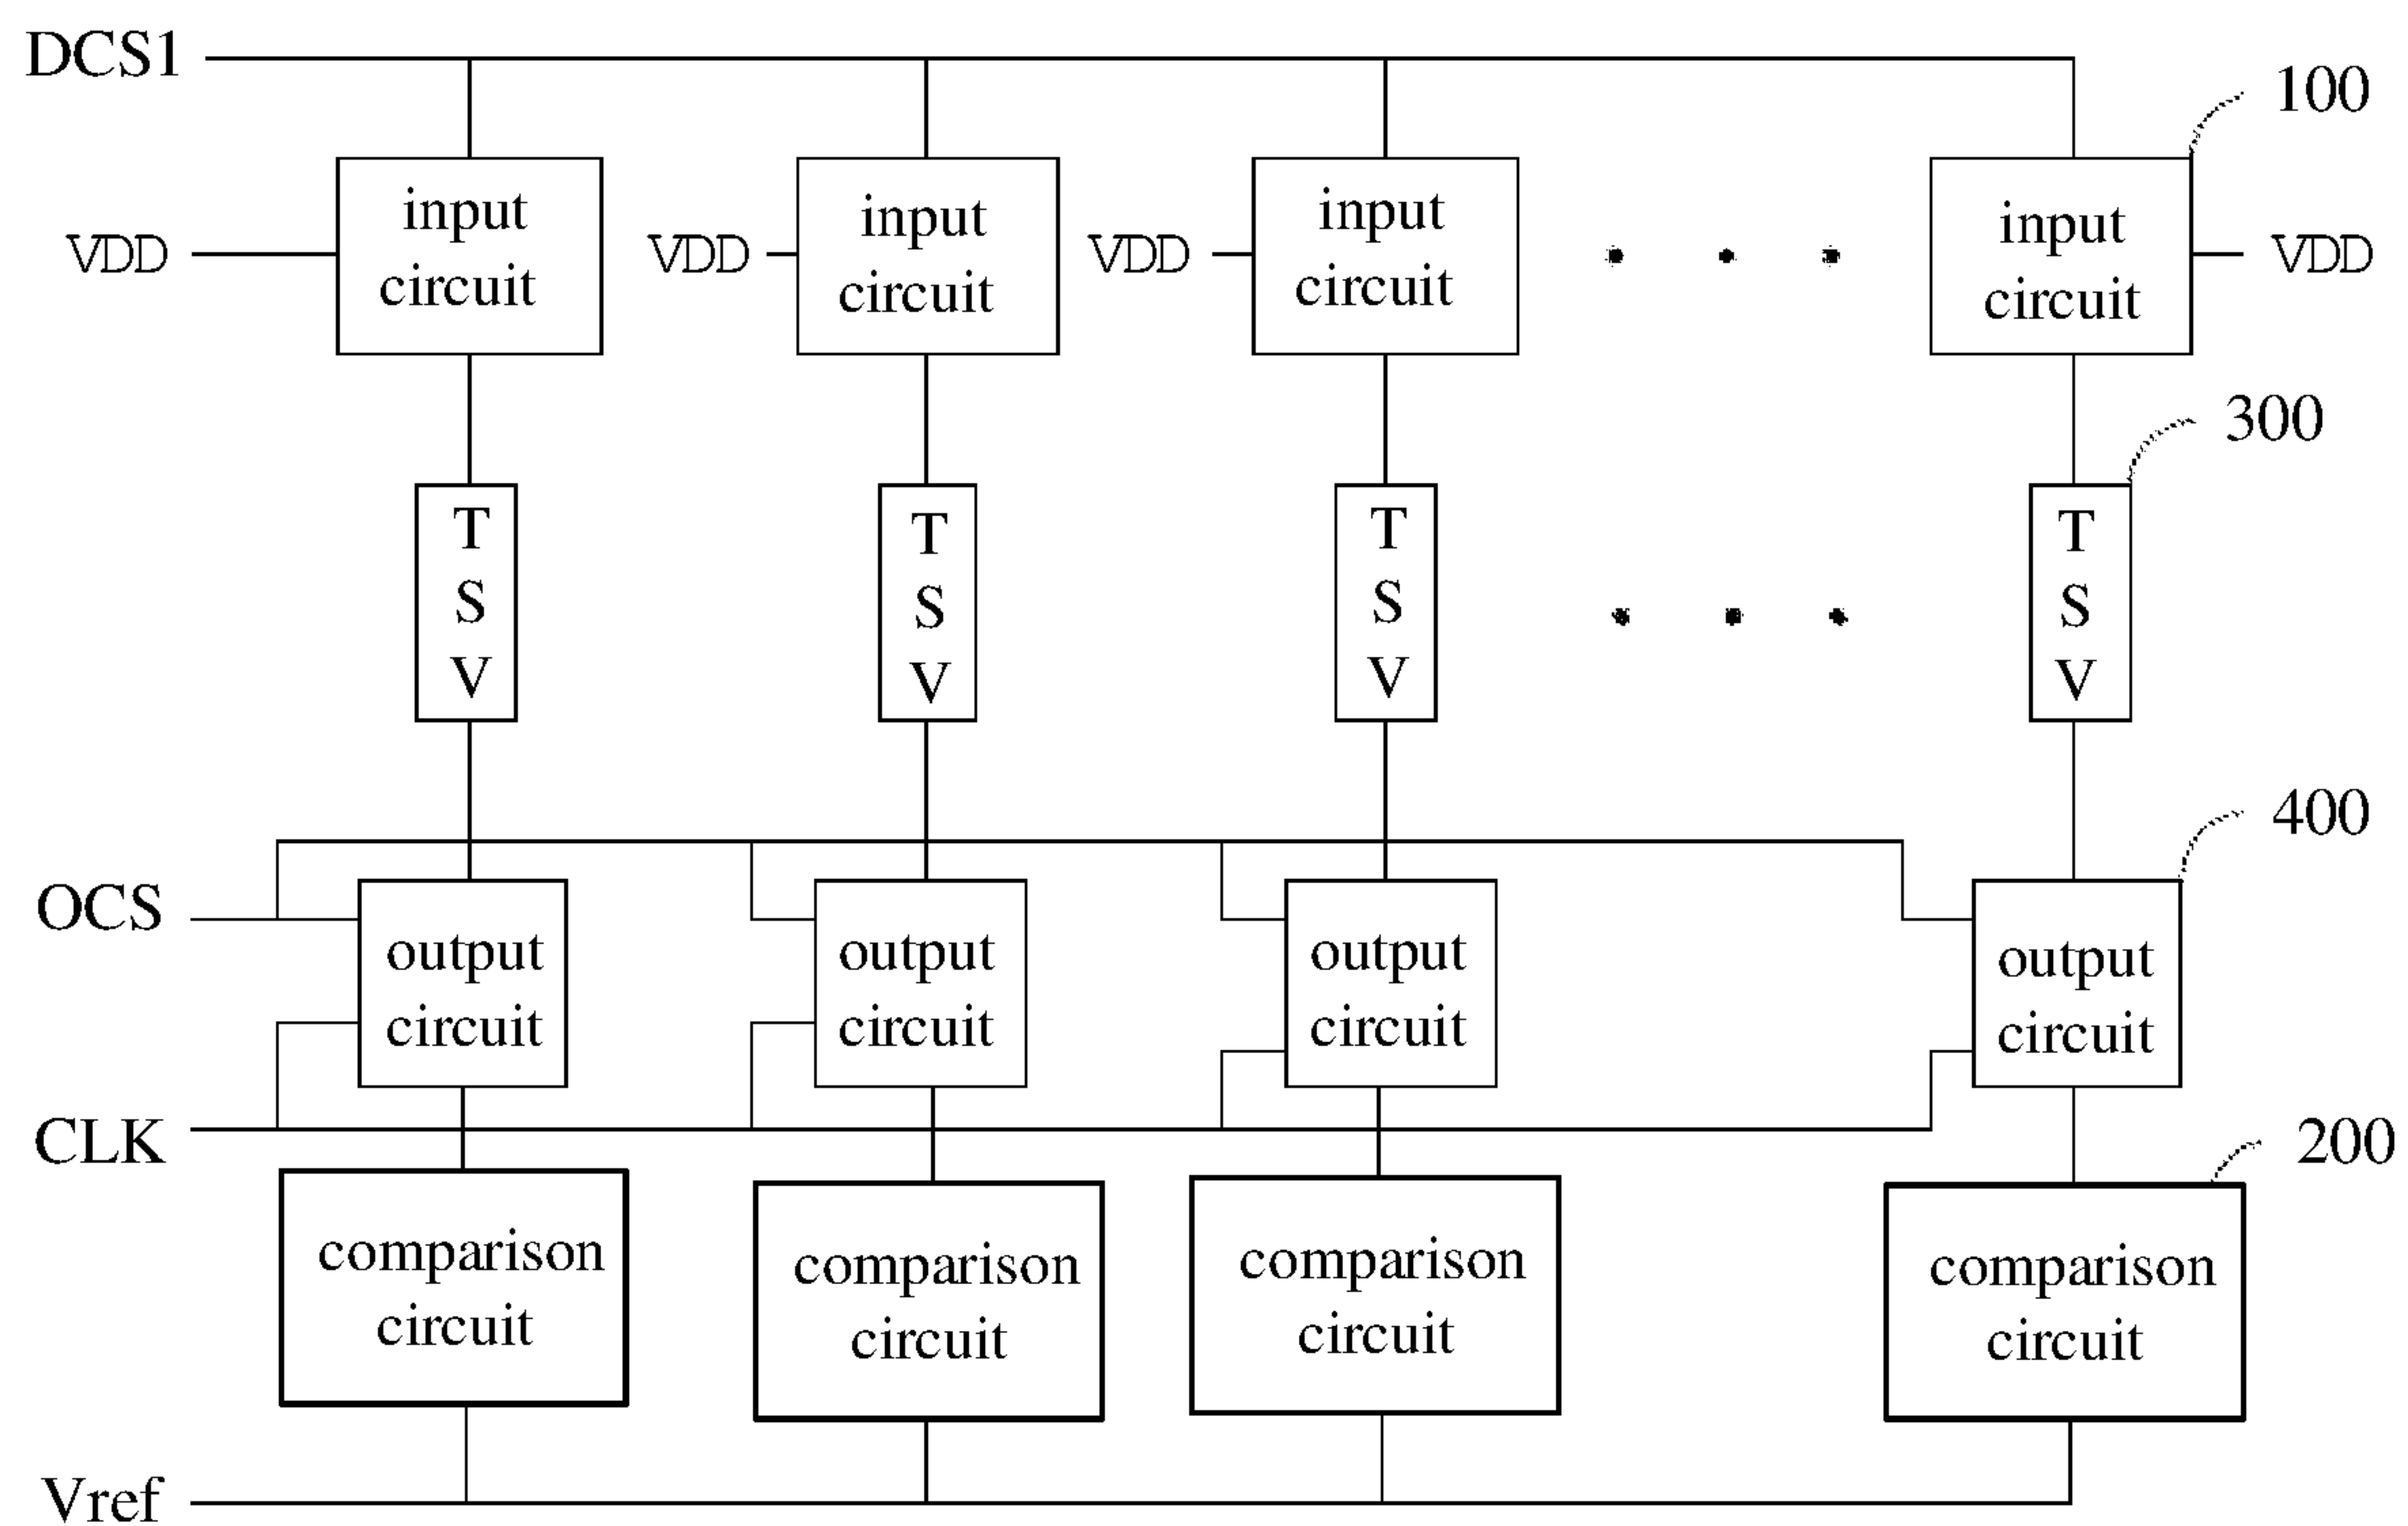 DCS1
100
input
circuit
input
circuit
input
circuit
input
circuit
VDD
VDD
VDD
VDD
300
T
S
V
T
S
V
T
S
V
T
S
V
400
OCS
output
circuit
output
circuit
output
circuit
output
circuit
CLK
200
comparison
circuit
comparison
circuit
comparison
circuit
comparison
circuit
Vref